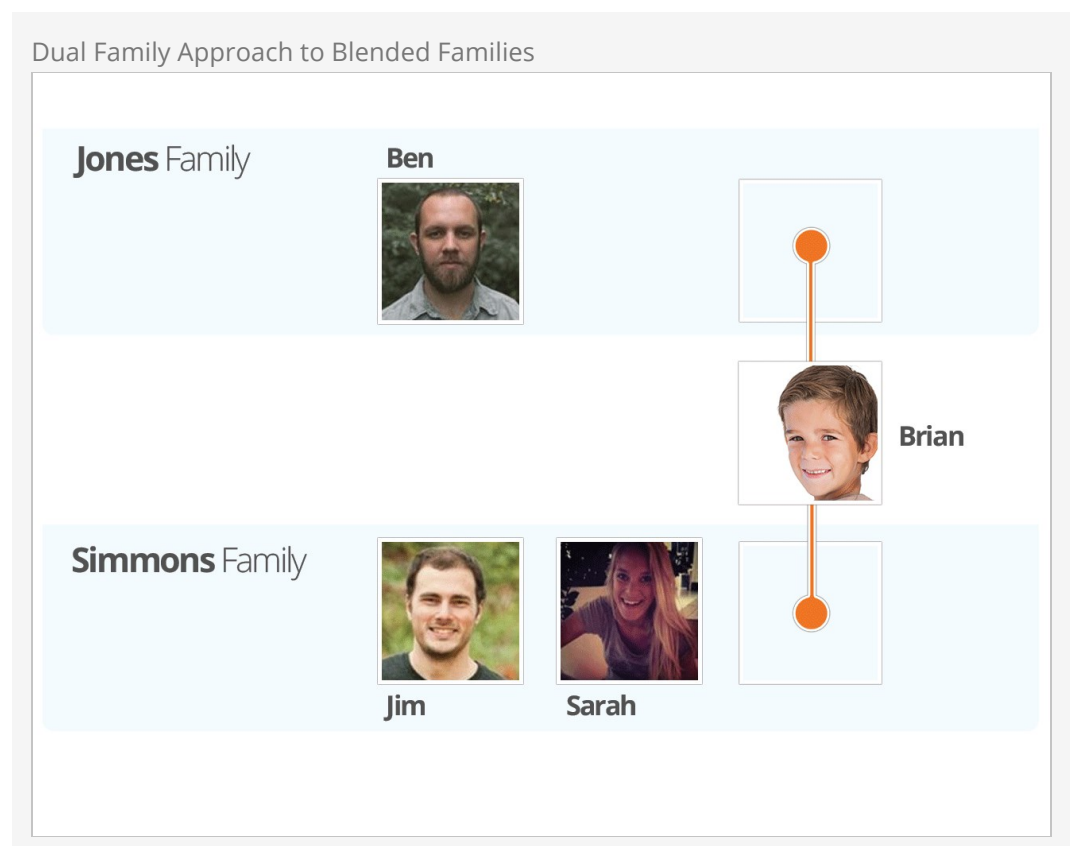 Dual Family Approach to Blended Families
Jones Family
Ben
Brian
Simmons Family
Jim
Sarah